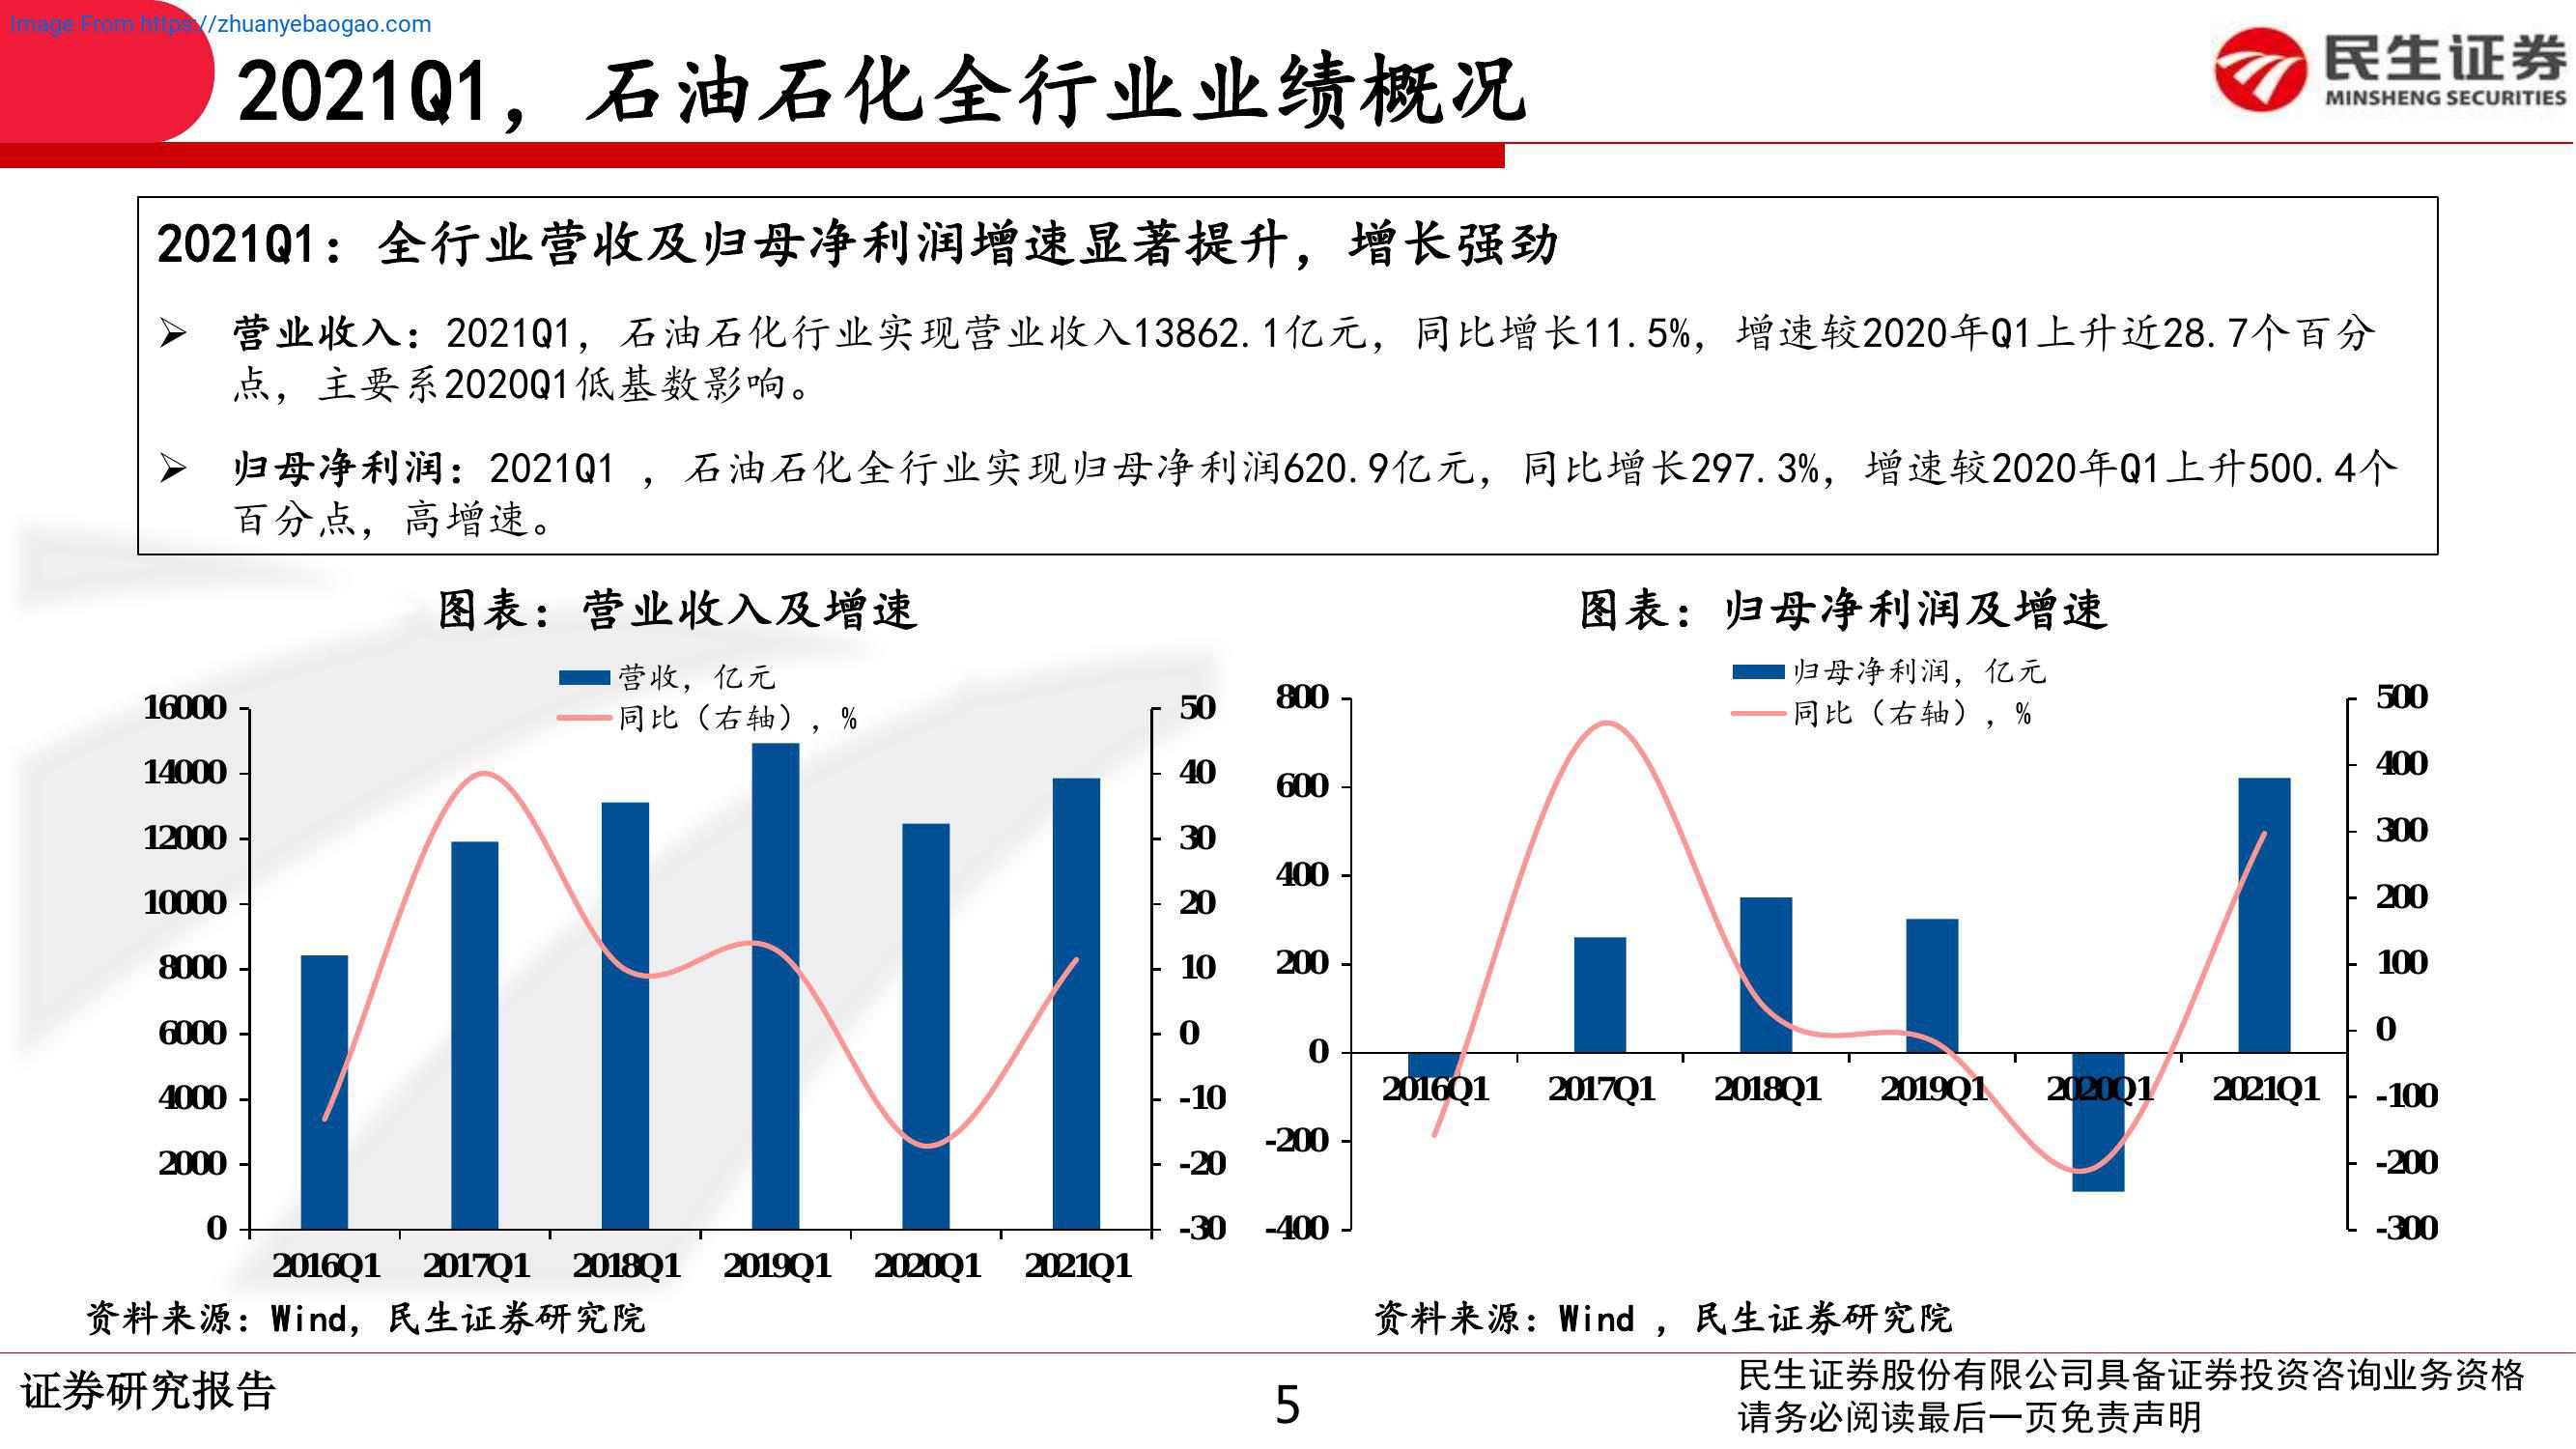 Image From https://zhuanyebaogao.com
2021Q1，石油石化全行业业绩概况
民生证券
MINSHENG SECURITIES
2021Q1：全行业营收及归母净利润增速显著提升，增长强劲
➢ 营业收入：2021Q1，石油石化行业实现营业收入13862.1亿元，同比增长11.5%，增速较2020年Q1上升近28.7个百分
点，主要系2020Q1低基数影响。
➢ 归母净利润：2021Q1 ，石油石化全行业实现归母净利润620.9亿元，同比增长297.3%，增速较2020年Q1上升500.4个
百分点，高增速。
图表：营业收入及增速
营收，亿元
同比（右轴），%
16000
14000
12000
10000
8000
6000
4000
2000
0
50
40
30
20
10
0
-10
-20
-30
2016Q1 2017Q1 2018Q1 2019Q1 2020Q1 2021Q1
资料来源：Wind，民生证券研究院
图表：归母净利润及增速
归母净利润，亿元
同比（右轴），%
800
600
400
200
0
-200
-400
500
400
300
200
100
0
-100
-200
-300
2016Q1 2017Q1 2018Q1 2019Q1 2020Q1 2021Q1
资料来源：Wind ，民生证券研究院
证券研究报告
5
民生证券股份有限公司具备证券投资咨询业务资格
请务必阅读最后一页免责声明